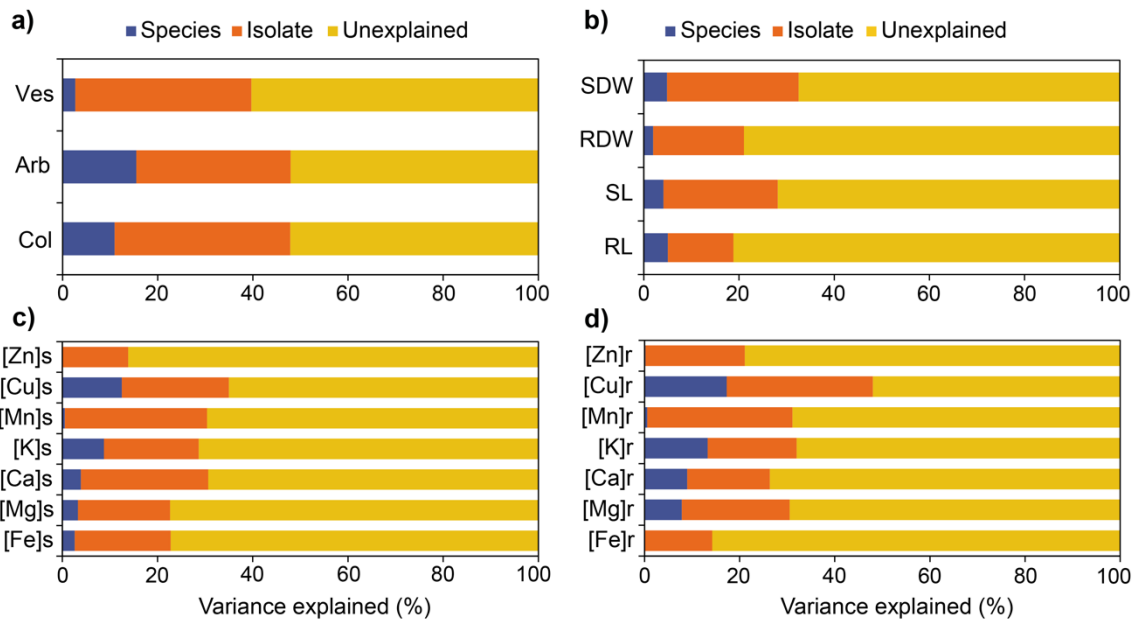 a)
Species Isolate Unexplained
Ves
Arb
Col
0 20 40 60 80 100
b)
Species Isolate Unexplained
SDW
RDW
SL
RL
0 20 40 60 80 100
c)
[Zn]s
[Cu]s
[Mn]s
[K]s
[Ca]s
[Mg]s
[Fe]s
0 20 40 60 80 100
Variance explained (%)
d)
[Zn]r
[Cu]r
[Mn]r
[K]r
[Ca]r
[Mg]r
[Fe]r
0 20 40 60 80 100
Variance explained (%)